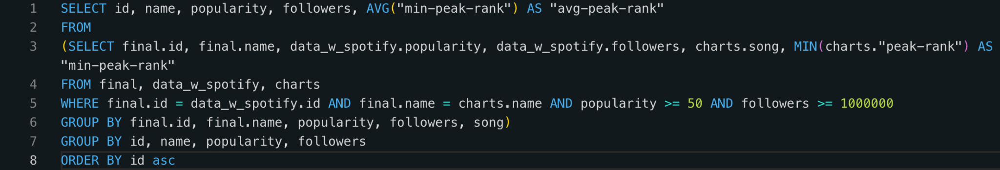 1 SELECT id, name, popularity, followers, AVG("min-peak-rank") AS "avg-peak-rank"
2 FROM
3 (SELECT final.id, final.name, data_w_spotify.popularity, data_w_spotify.followers, charts.song, MIN(charts."peak-rank") AS
"min-peak-rank"
4 FROM final, data_w_spotify, charts
5 WHERE final.id = data_w_spotify.id AND final.name = charts.name AND popularity >= 50 AND followers >= 1000000
6 GROUP BY final.id, final.name, popularity, followers, song)
7 GROUP BY id, name, popularity, followers
8 ORDER BY id asc